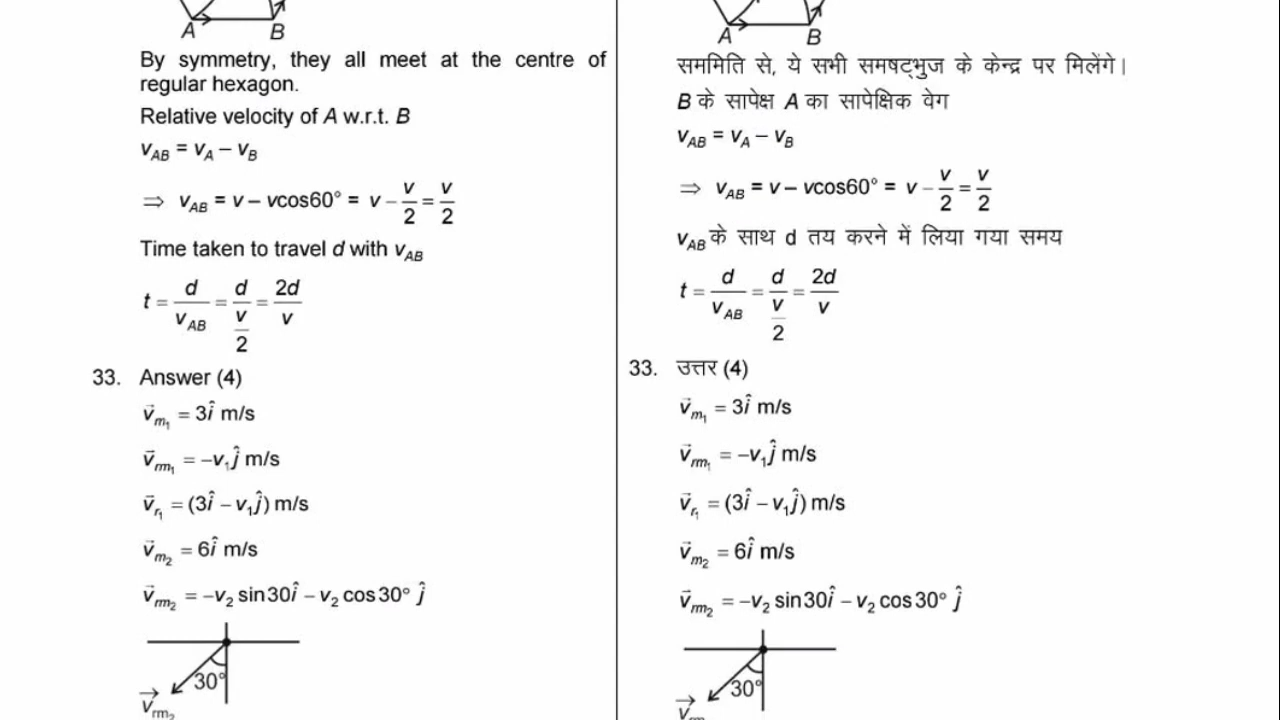 A B
By symmetry, they all meet at the centre of
regular hexagon.
Relative velocity of A w.r.t. B
v_AB = v_A – v_B
⇒ v_AB = v – vcos60° = v – v/2 = v/2
Time taken to travel d with v_AB
t = d/v_AB = d/(v/2) = 2d/v
33. Answer (4)
v⃗_m₁ = 3î m/s
v⃗_rm₁ = –v₁ĵ m/s
v⃗_r₁ = (3î – v₁ĵ) m/s
v⃗_m₂ = 6î m/s
v⃗_rm₂ = –v₂ sin30î – v₂ cos30° ĵ
30°
v⃗_rm₂
A B
सममिति से, ये सभी समषट्भुज के केन्द्र पर मिलेंगे।
B के सापेक्ष A का सापेक्षिक वेग
v_AB = v_A – v_B
⇒ v_AB = v – vcos60° = v – v/2 = v/2
v_AB के साथ d तय करने में लिया गया समय
t = d/v_AB = d/(v/2) = 2d/v
33. उत्तर (4)
v⃗_m₁ = 3î m/s
v⃗_rm₁ = –v₁ĵ m/s
v⃗_r₁ = (3î – v₁ĵ) m/s
v⃗_m₂ = 6î m/s
v⃗_rm₂ = –v₂ sin30î – v₂ cos30° ĵ
30°